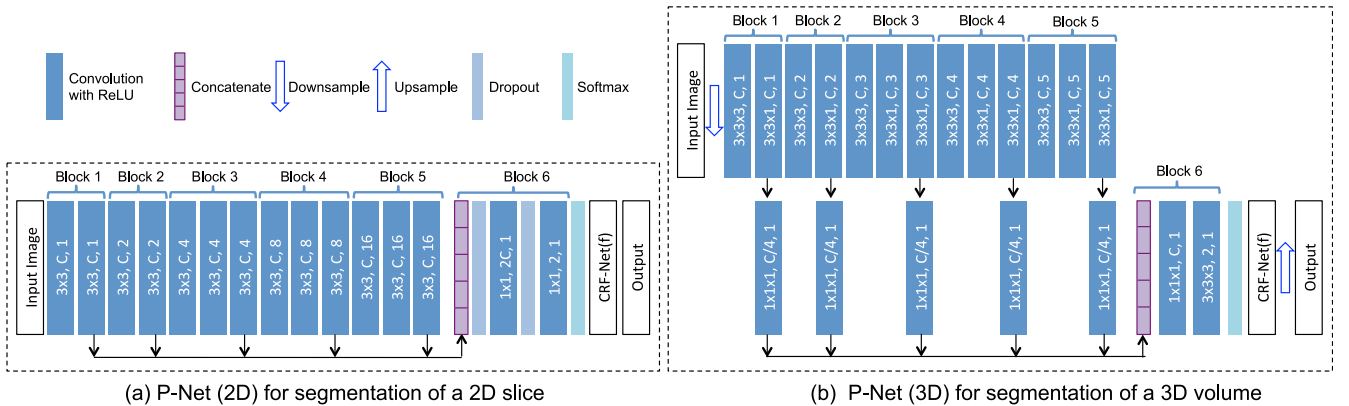 Convolution
with ReLU
Concatenate
Downsample
Upsample
Dropout
Softmax
Block 1
Block 2
Block 3
Block 4
Block 5
Block 6
Input Image
3x3, C, 1
3x3, C, 1
3x3, C, 2
3x3, C, 2
3x3, C, 4
3x3, C, 4
3x3, C, 4
3x3, C, 8
3x3, C, 8
3x3, C, 8
3x3, C, 16
3x3, C, 16
3x3, C, 16
1x1, 2C, 1
1x1, 2, 1
CRF-Net(f)
Output
(a) P-Net (2D) for segmentation of a 2D slice
Block 1
Block 2
Block 3
Block 4
Block 5
Input Image
3x3x3, C, 1
3x3x1, C, 1
3x3x3, C, 2
3x3x1, C, 2
3x3x3, C, 3
3x3x1, C, 3
3x3x1, C, 3
3x3x3, C, 4
3x3x1, C, 4
3x3x1, C, 4
3x3x3, C, 5
3x3x1, C, 5
3x3x1, C, 5
1x1x1, C/4, 1
1x1x1, C/4, 1
1x1x1, C/4, 1
1x1x1, C/4, 1
1x1x1, C/4, 1
Block 6
1x1x1, C, 1
3x3x3, 2, 1
CRF-Net(f)
Output
(b) P-Net (3D) for segmentation of a 3D volume